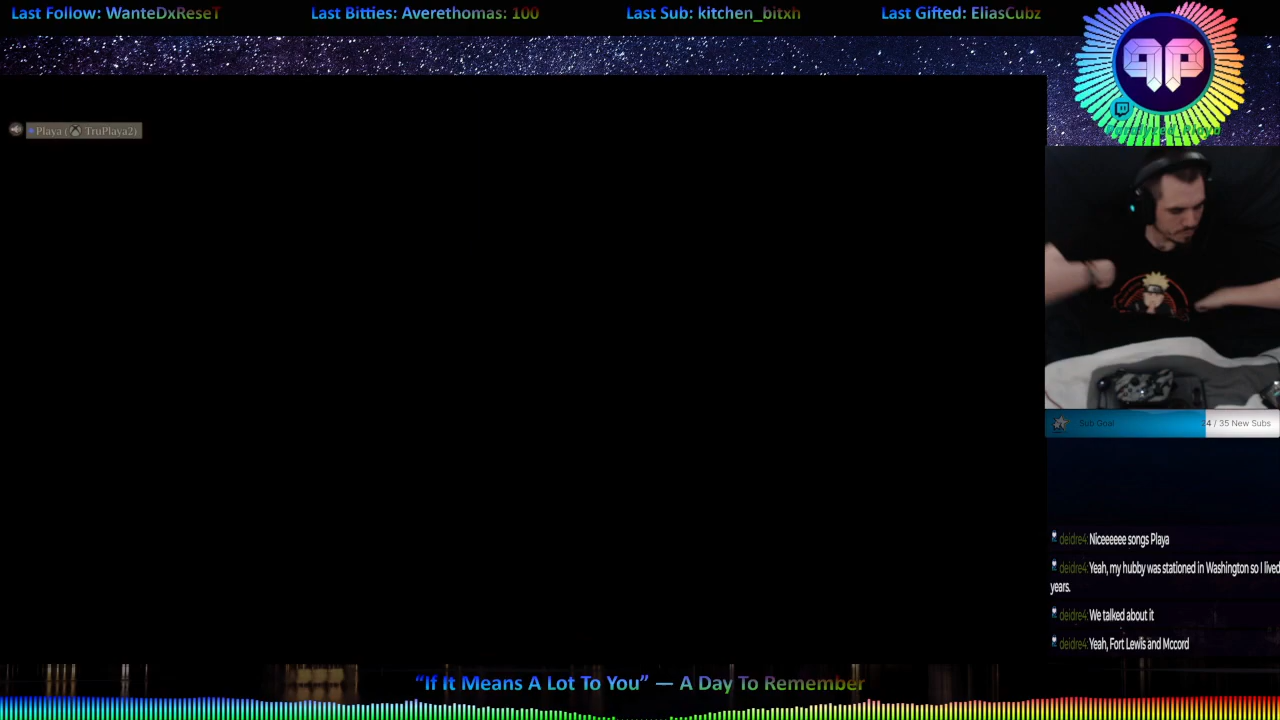 Last Follow: WanteDxReseT
Last Bitties: Averethomas: 100
Last Sub: kitchen_bitxh
Last Gifted: EliasCubz
Paralyzed_Playa
Playa ( TruPlaya2)
Sub Goal
24 / 35 New Subs
deidre4: Niceeeeee songs Playa
deidre4: Yeah, my hubby was stationed in Washington so I lived
years.
deidre4: We talked about it
deidre4: Yeah, Fort Lewis and Mccord
“If It Means A Lot To You” — A Day To Remember